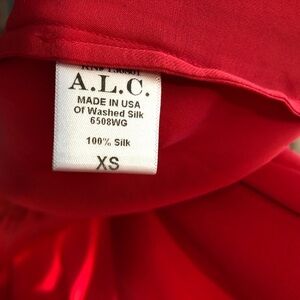 A.L.C.
MADE IN USA
Of Washed Silk
6508WG
100% Silk
XS